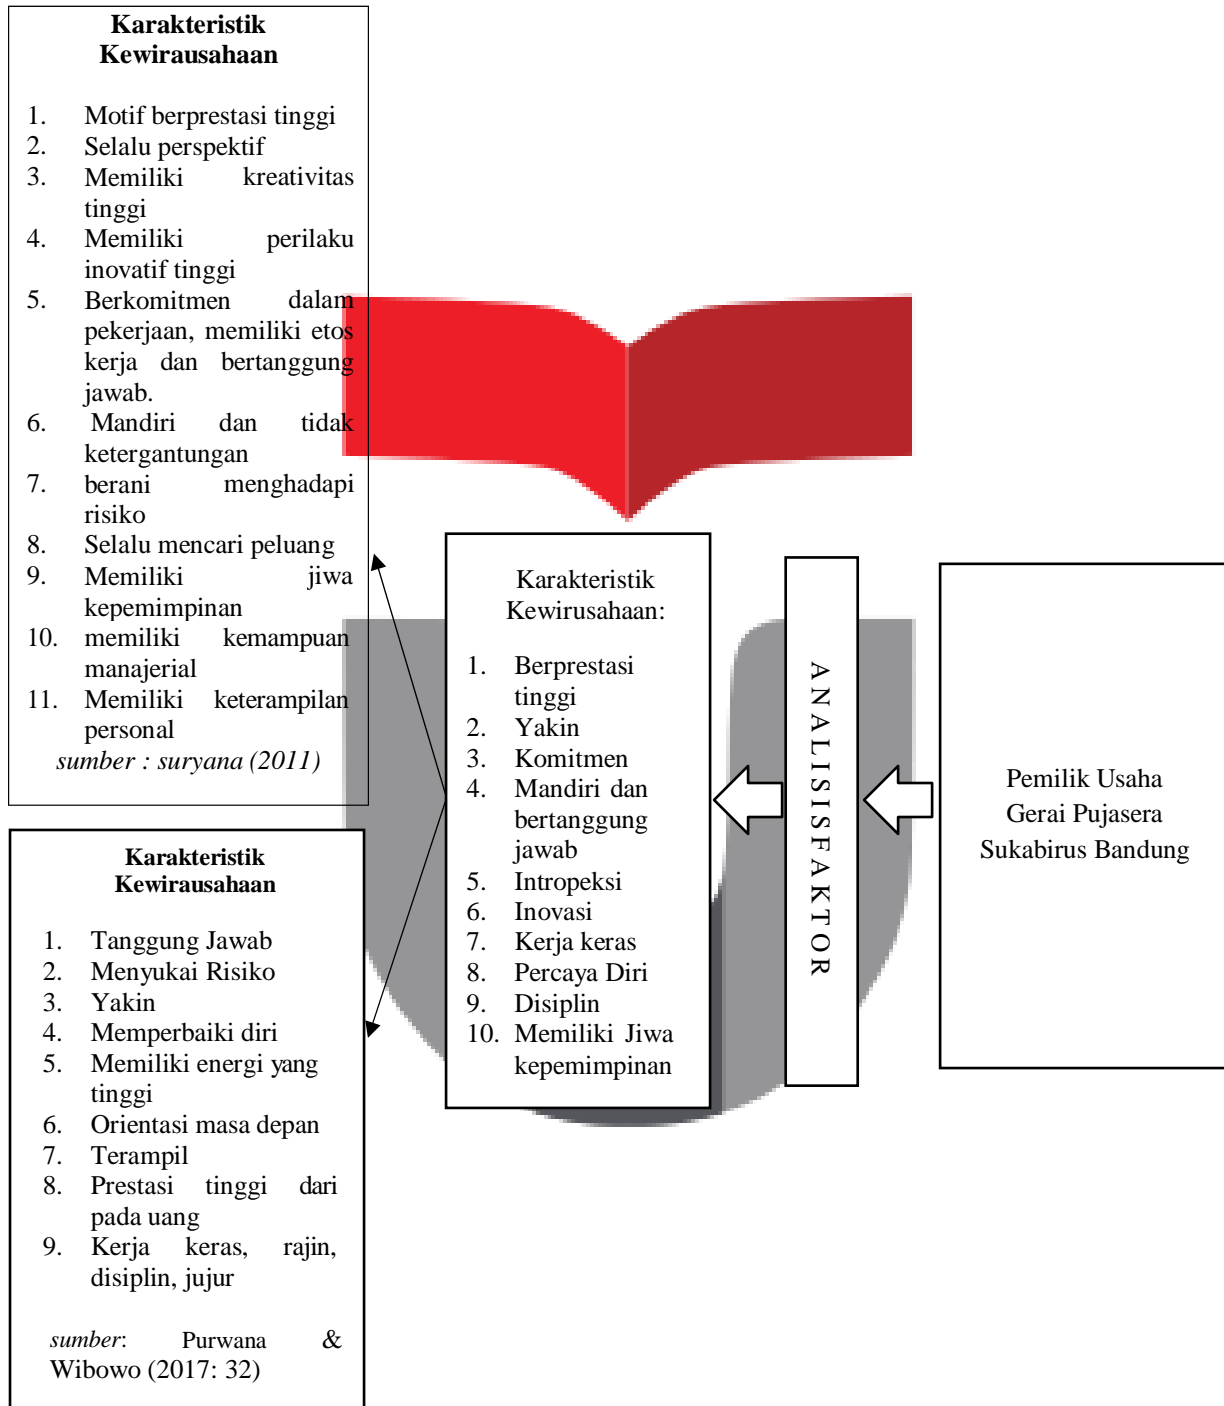 Karakteristik
Kewirausahaan
1. Motif berprestasi tinggi
2. Selalu perspektif
3. Memiliki kreativitas
tinggi
4. Memiliki perilaku
inovatif tinggi
5. Berkomitmen dalam
pekerjaan, memiliki etos
kerja dan bertanggung
jawab.
6. Mandiri dan tidak
ketergantungan
7. berani menghadapi
risiko
8. Selalu mencari peluang
9. Memiliki jiwa
kepemimpinan
10. memiliki kemampuan
manajerial
11. Memiliki keterampilan
personal
sumber : suryana (2011)
Karakteristik
Kewirausahaan
1. Tanggung Jawab
2. Menyukai Risiko
3. Yakin
4. Memperbaiki diri
5. Memiliki energi yang
tinggi
6. Orientasi masa depan
7. Terampil
8. Prestasi tinggi dari
pada uang
9. Kerja keras, rajin,
disiplin, jujur
sumber: Purwana &
Wibowo (2017: 32)
Karakteristik
Kewirusahaan:
1. Berprestasi
tinggi
2. Yakin
3. Komitmen
4. Mandiri dan
bertanggung
jawab
5. Intropeksi
6. Inovasi
7. Kerja keras
8. Percaya Diri
9. Disiplin
10. Memiliki Jiwa
kepemimpinan
ANALISISFAKTOR
Pemilik Usaha
Gerai Pujasera
Sukabirus Bandung